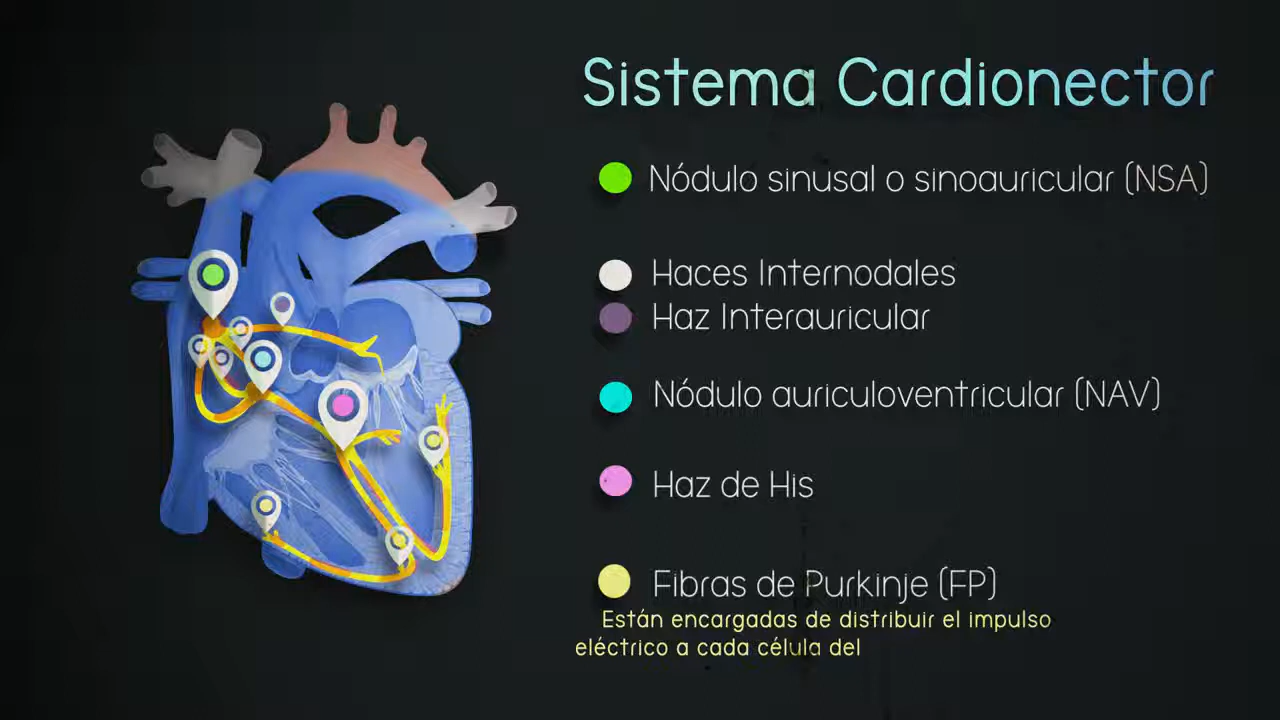 Sistema Cardionector
Nódulo sinusal o sinoauricular (NSA)
Haces Internodales
Haz Interauricular
Nódulo auriculoventricular (NAV)
Haz de His
Fibras de Purkinje (FP)
Están encargadas de distribuir el impulso
eléctrico a cada célula del